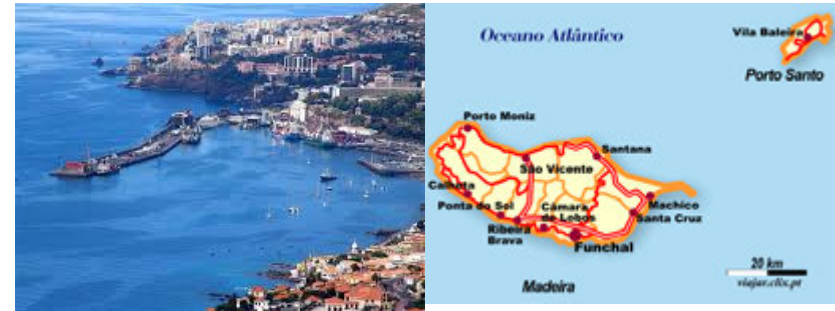 Oceano Atlântico
Vila Baleira
Porto Santo
Porto Moniz
Santana
São Vicente
Calheta
Ponta do Sol
Câmara
de Lobos
Machico
Santa Cruz
Ribeira
Brava
Funchal
20 km
viajar.clix.pt
Madeira